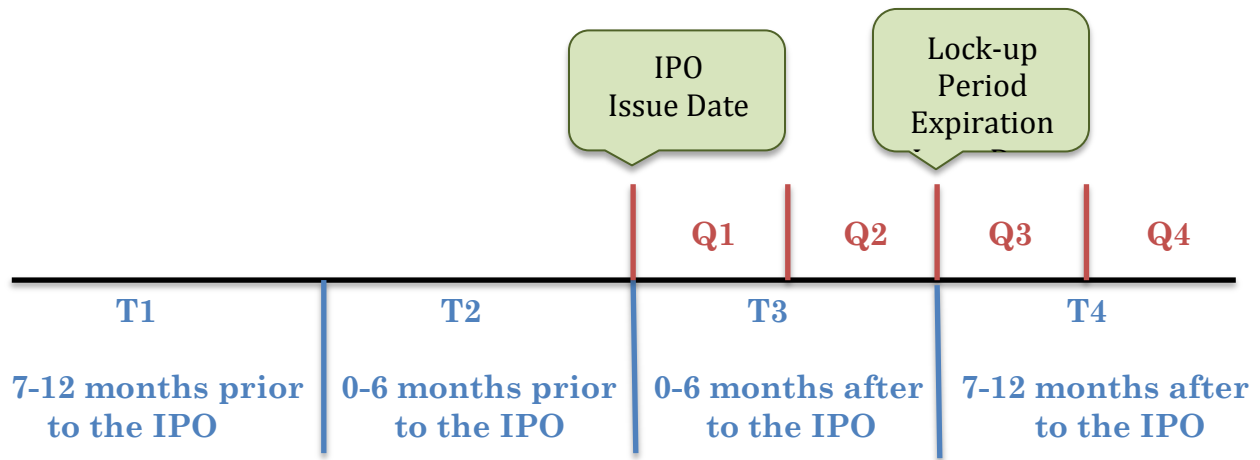 IPO
Issue Date
Lock-up
Period
Expiration
Q1 Q2 Q3 Q4
T1 T2 T3 T4
7-12 months prior 0-6 months prior 0-6 months after 7-12 months after
to the IPO to the IPO to the IPO to the IPO